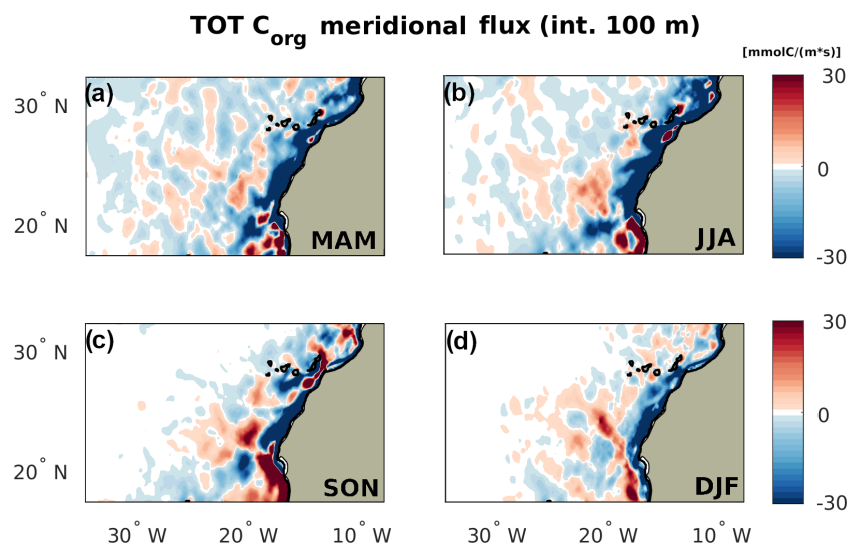 TOT Corg meridional flux (int. 100 m)
[mmolC/(m*s)]
(a)
(b)
30° N
20° N
MAM
JJA
30
0
-30
(c)
(d)
30° N
20° N
SON
DJF
30
0
-30
30° W
20° W
10° W
30° W
20° W
10° W